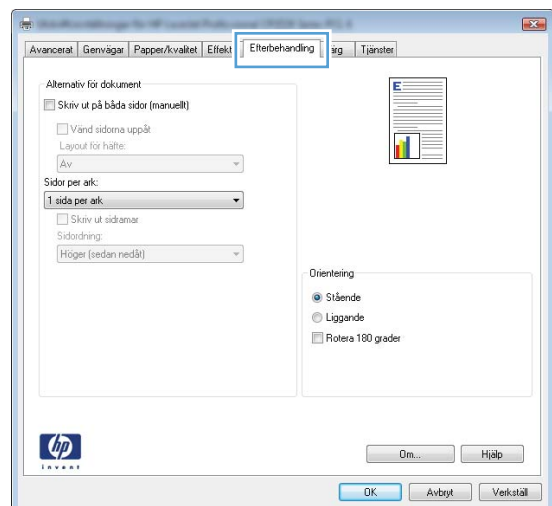 Avancerat Genvägar Papper/kvalitet Effekt Efterbehandling Tjänster
Alternativ för dokument
Skriv ut på båda sidor (manuellt)
Vänd sidorna uppåt
Layout för häfte:
Av
Sidor per ark:
1 sida per ark
Skriv ut sidramar
Sidordning:
Höger (sedan nedåt)
E
Orientering
Stående
Liggande
Rotera 180 grader
hp
invent
Om... Hjälp
OK Avbryt Verkställ